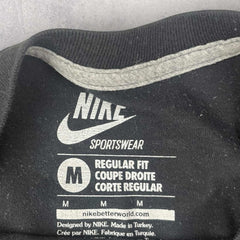 NIKE
SPORTSWEAR
M
REGULAR FIT
COUPE DROITE
CORTE REGULAR
M M M
nikebetterworld.com
Designed by NIKE. Made in Turkey.
Créé par NIKE. Fabriqué en Turquie.